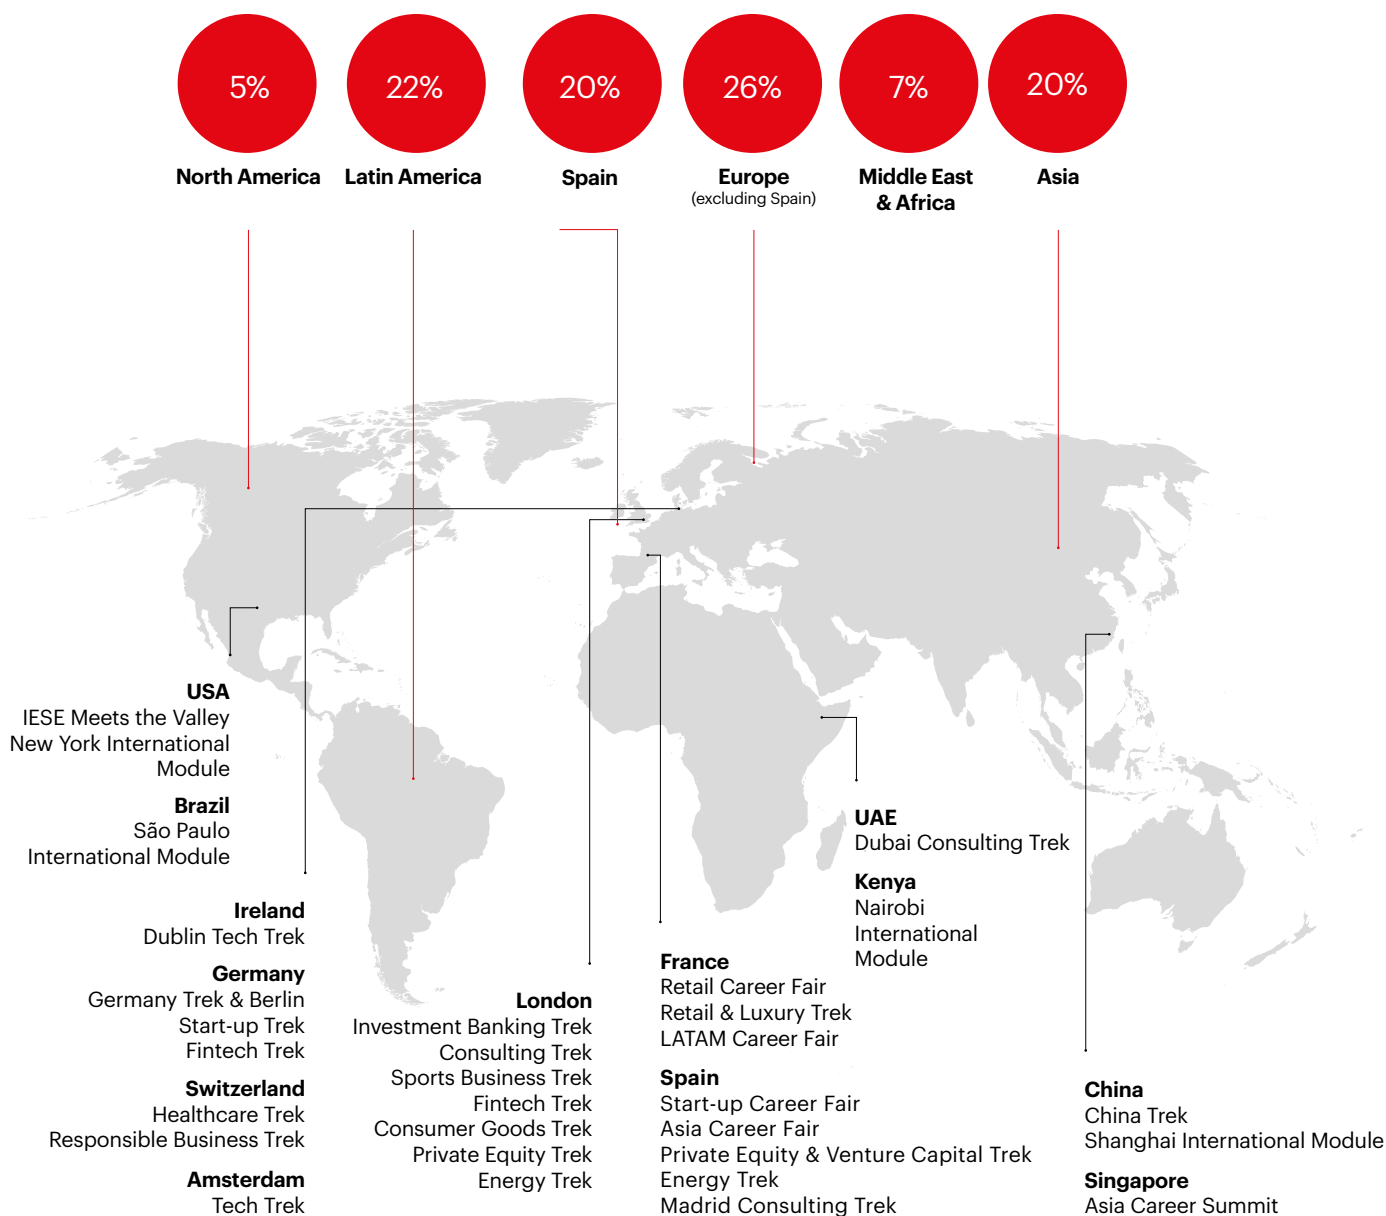 5%
22%
20%
26%
7%
20%
North America
Latin America
Spain
Europe
(excluding Spain)
Middle East
& Africa
Asia
USA
IESE Meets the Valley
New York International
Module
Brazil
São Paulo
International Module
Ireland
Dublin Tech Trek
Germany
Germany Trek & Berlin
Start-up Trek
Fintech Trek
Switzerland
Healthcare Trek
Responsible Business Trek
Amsterdam
Tech Trek
London
Investment Banking Trek
Consulting Trek
Sports Business Trek
Fintech Trek
Consumer Goods Trek
Private Equity Trek
Energy Trek
France
Retail Career Fair
Retail & Luxury Trek
LATAM Career Fair
Spain
Start-up Career Fair
Asia Career Fair
Private Equity & Venture Capital Trek
Energy Trek
Madrid Consulting Trek
UAE
Dubai Consulting Trek
Kenya
Nairobi
International
Module
China
China Trek
Shanghai International Module
Singapore
Asia Career Summit